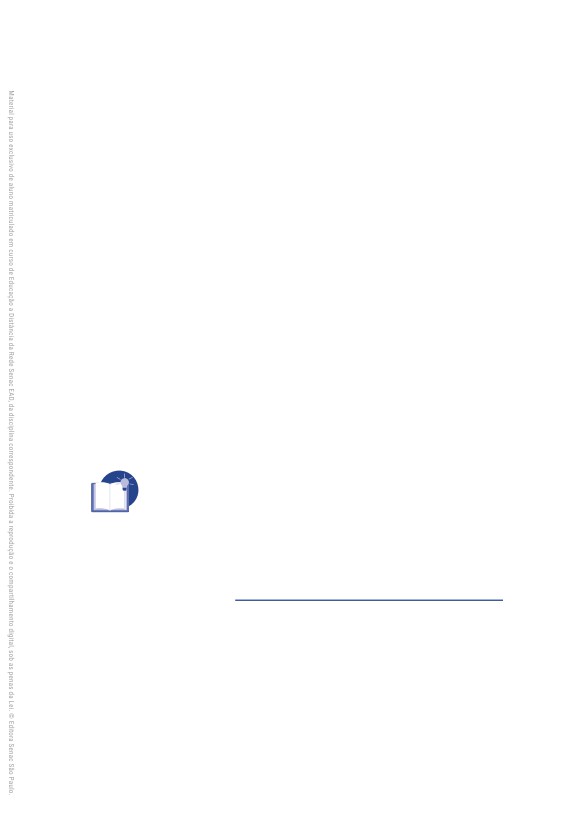 Material para uso exclusivo de aluno matriculado em curso de Educação a Distância da Rede Senac EAD, da disciplina correspondente. Proibida a reprodução e o compartilhamento digital, sob as penas da Lei. © Editora Senac São Paulo.